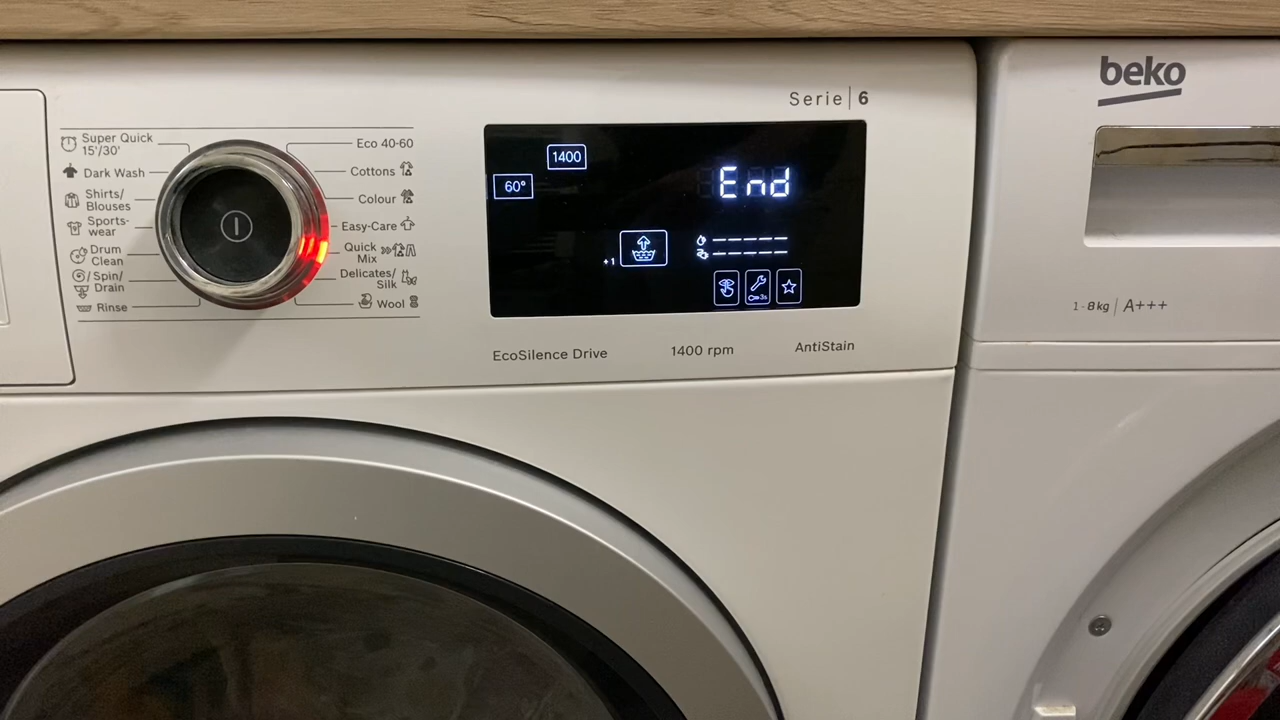 Serie | 6
beko
Super Quick
15'/30'
Dark Wash
Shirts/
Blouses
Sports-
wear
Drum
Clean
Spin/
Drain
Rinse
Eco 40-60
Cottons
Colour
Easy-Care
Quick
Mix
Delicates/
Silk
Wool
1400
60°
End
+1
3s
EcoSilence Drive
1400 rpm
AntiStain
1-8kg | A+++